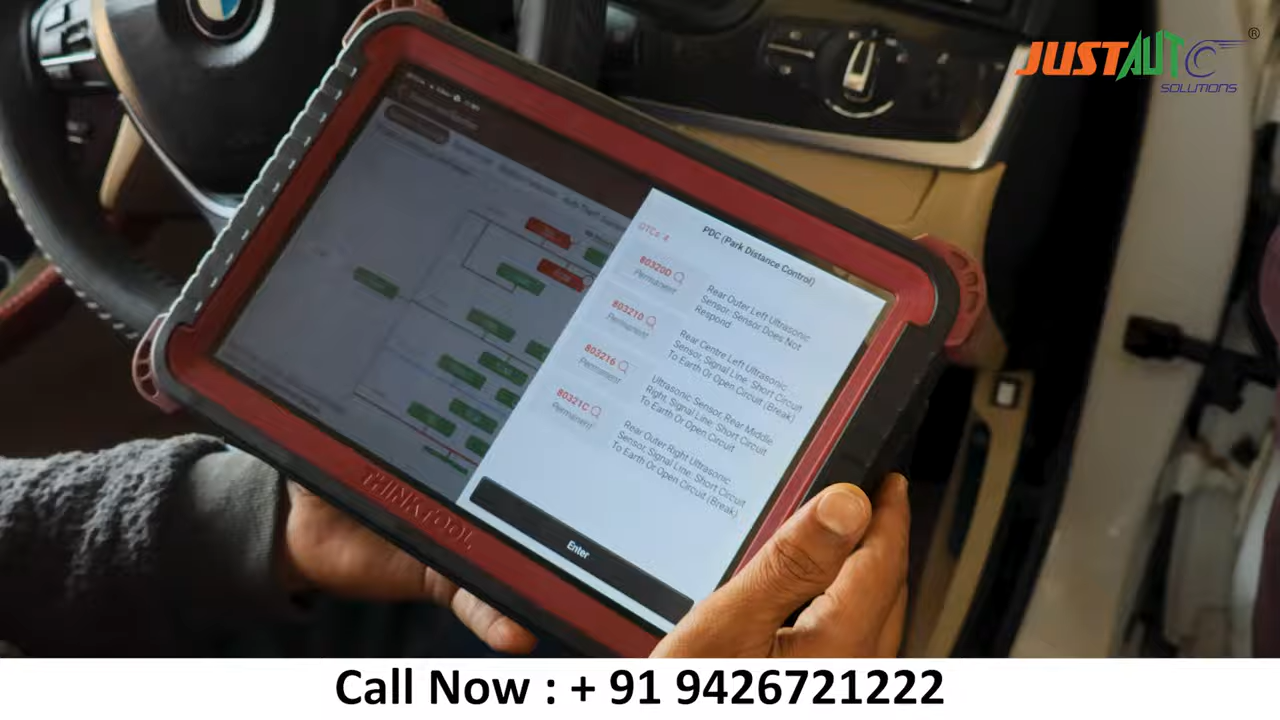 JUSTAUTO®
SOLUTIONS
PDC (Park Distance Control)
DTCs: 4
80320D
Permanent
Rear Outer Left Ultrasonic
Sensor: Sensor Does Not
Respond
803210
Permanent
Rear Centre Left Ultrasonic
Sensor, Signal Line: Short Circuit
To Earth Or Open Circuit (Break)
803216
Permanent
Ultrasonic Sensor, Rear Middle
Right, Signal Line: Short Circuit
To Earth Or Open Circuit
80321C
Permanent
Rear Outer Right Ultrasonic
Sensor, Signal Line: Short Circuit
To Earth Or Open Circuit (Break)
Enter
THINKTOOL
Call Now : + 91 9426721222